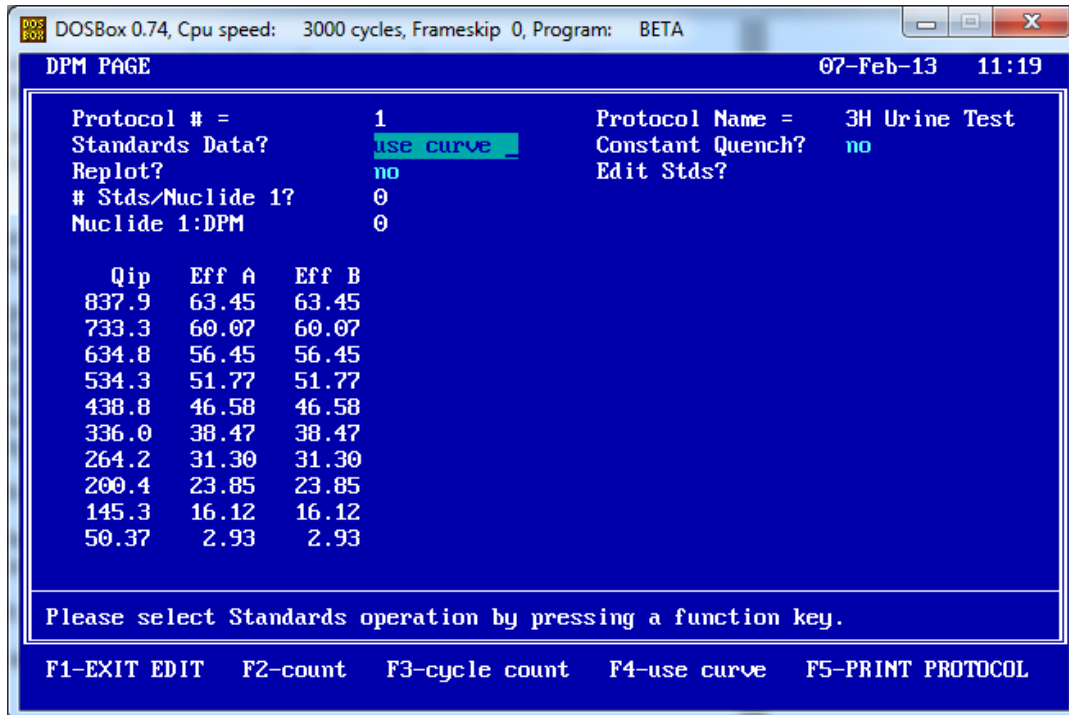 DOSBox 0.74, Cpu speed: 3000 cycles, Frameskip 0, Program: BETA
DPM PAGE 07-Feb-13 11:19
Protocol # = 1 Protocol Name = 3H Urine Test
Standards Data? use curve _ Constant Quench? no
Replot? no Edit Stds?
# Stds/Nuclide 1? 0
Nuclide 1:DPM 0
Qip Eff A Eff B
837.9 63.45 63.45
733.3 60.07 60.07
634.8 56.45 56.45
534.3 51.77 51.77
438.8 46.58 46.58
336.0 38.47 38.47
264.2 31.30 31.30
200.4 23.85 23.85
145.3 16.12 16.12
50.37 2.93 2.93
Please select Standards operation by pressing a function key.
F1-EXIT EDIT F2-count F3-cycle count F4-use curve F5-PRINT PROTOCOL